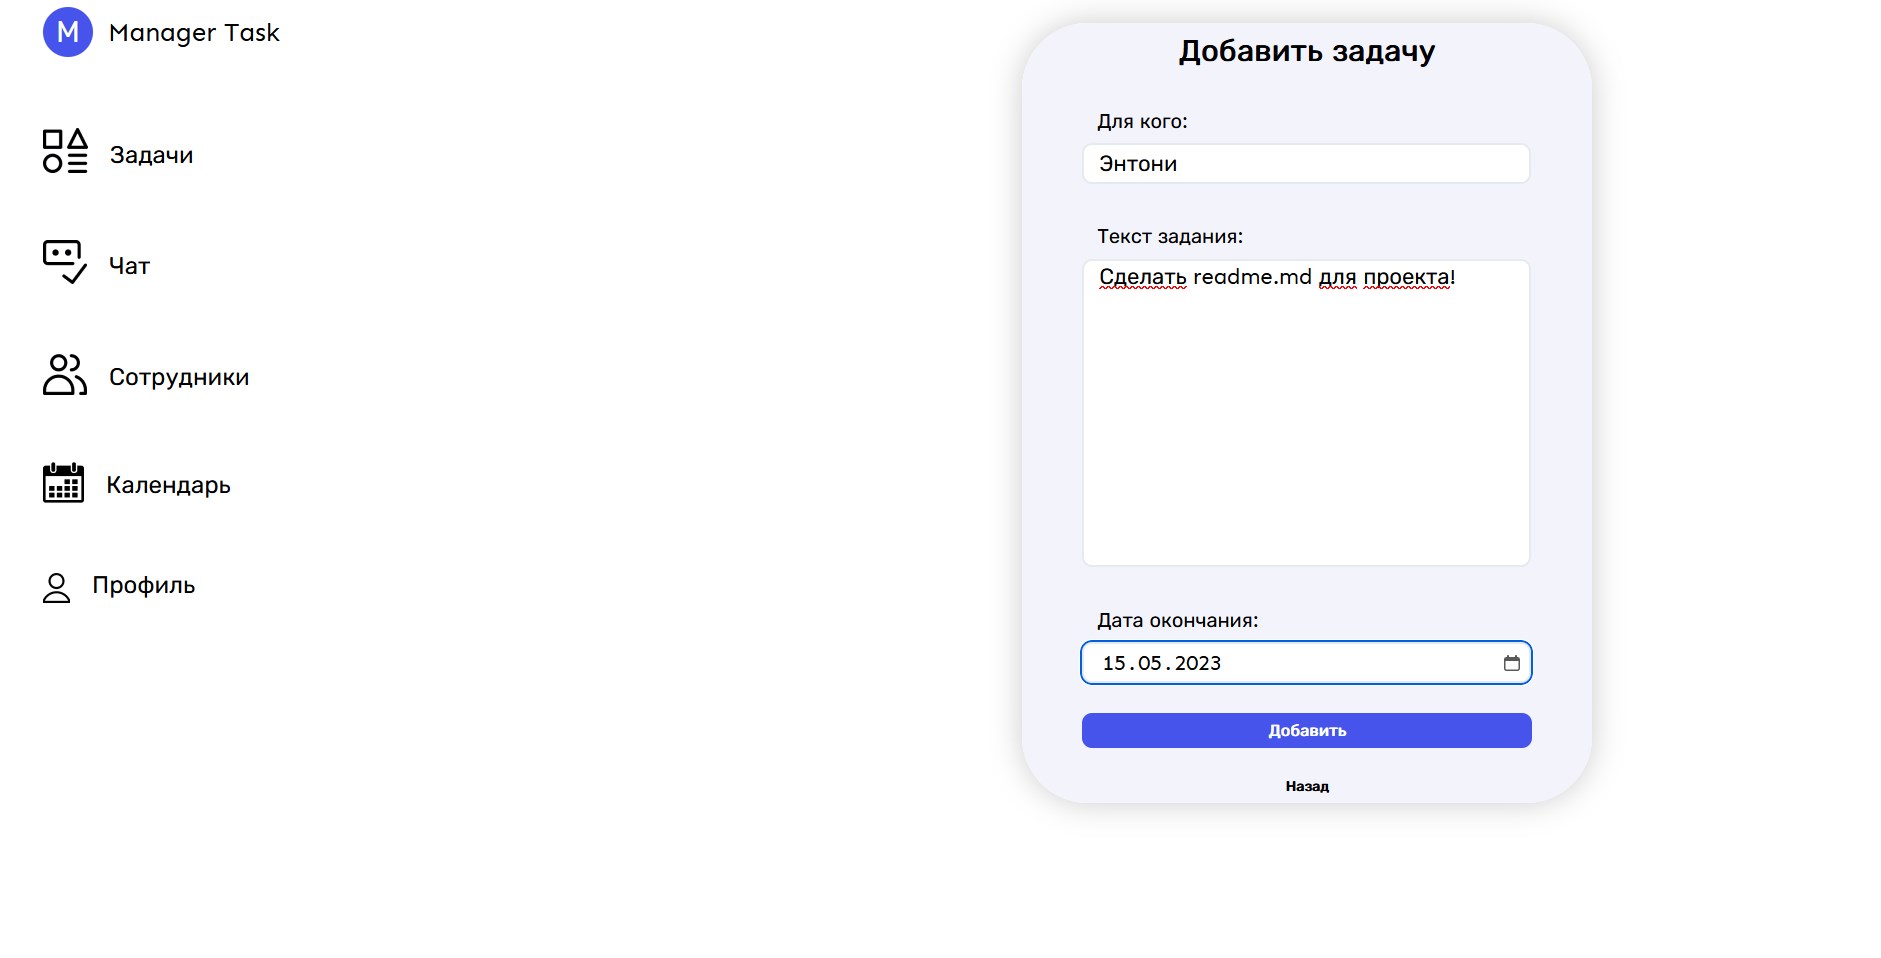 M Manager Task
Задачи
Чат
Сотрудники
Календарь
Профиль
Добавить задачу
Для кого:
Энтони
Текст задания:
Сделать readme.md для проекта!
Дата окончания:
15.05.2023
Добавить
Назад